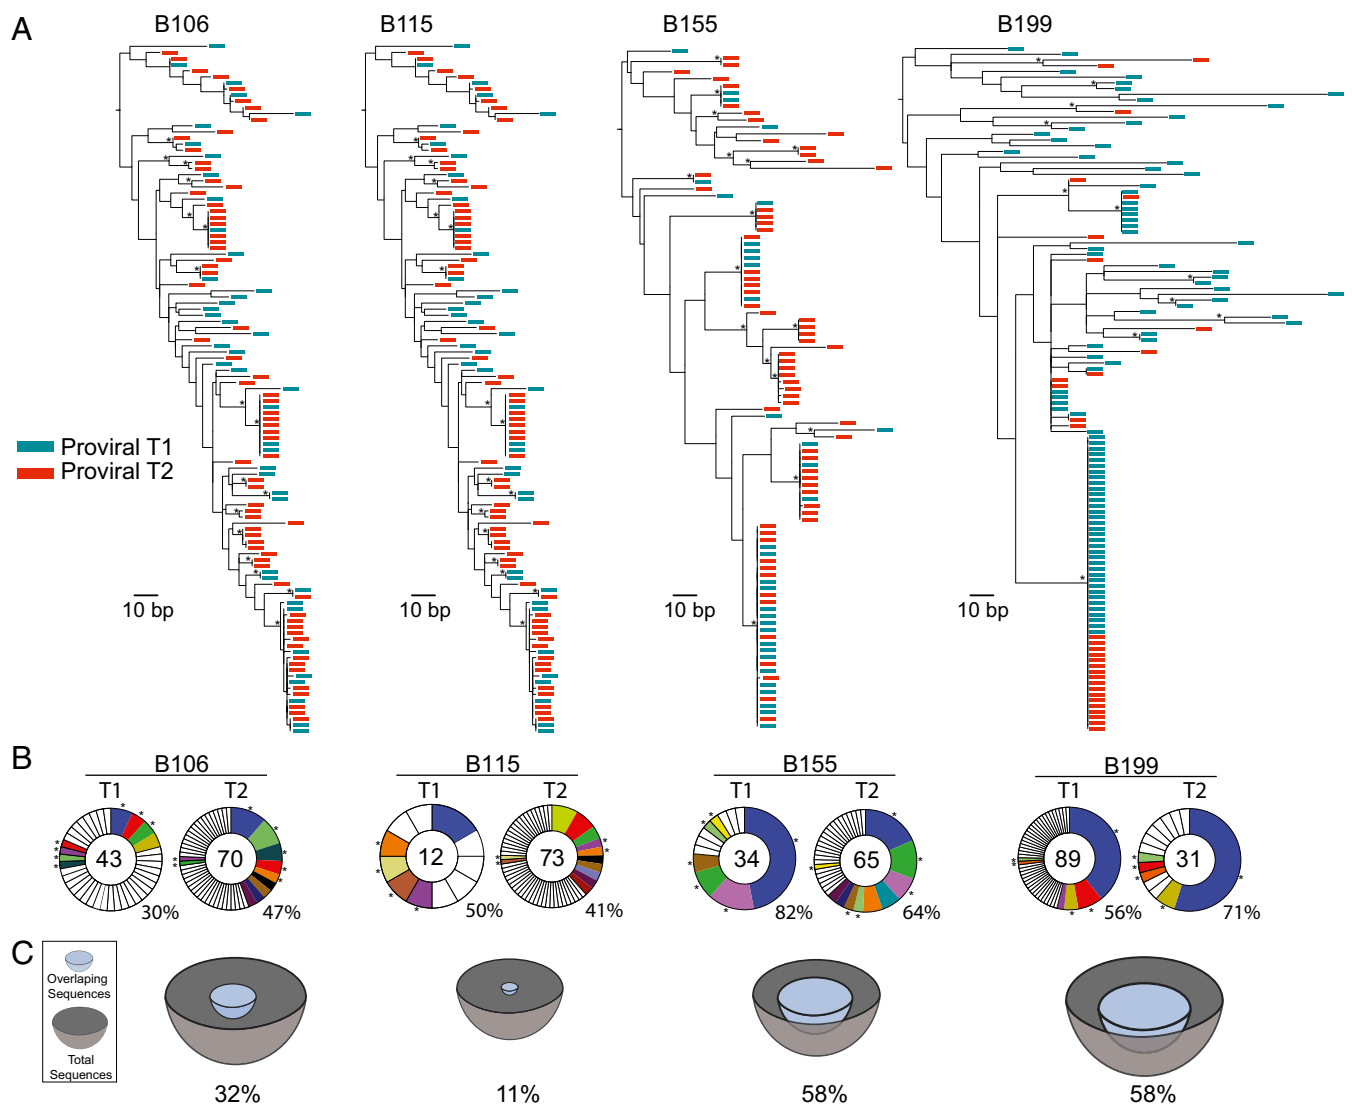 A
B106 B115 B155 B199
Proviral T1
Proviral T2
10 bp 10 bp 10 bp 10 bp
B
B106 B115 B155 B199
T1 T2 T1 T2 T1 T2 T1 T2
43 70 12 73 34 65 89 31
30% 47% 50% 41% 82% 64% 56% 71%
C
Overlaping
Sequences
Total
Sequences
32% 11% 58% 58%